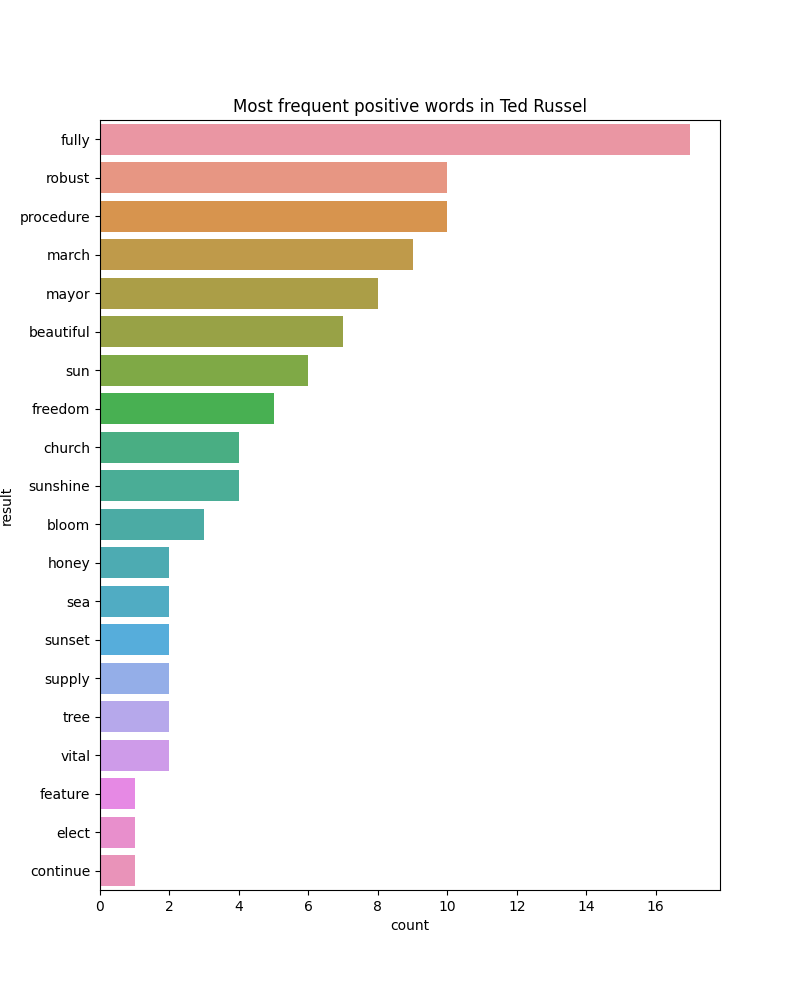 Most frequent positive words in Ted Russel
fully
robust
procedure
march
mayor
beautiful
sun
freedom
church
sunshine
result
bloom
honey
sea
sunset
supply
tree
vital
feature
elect
continue
0 2 4 6 8 10 12 14 16
count